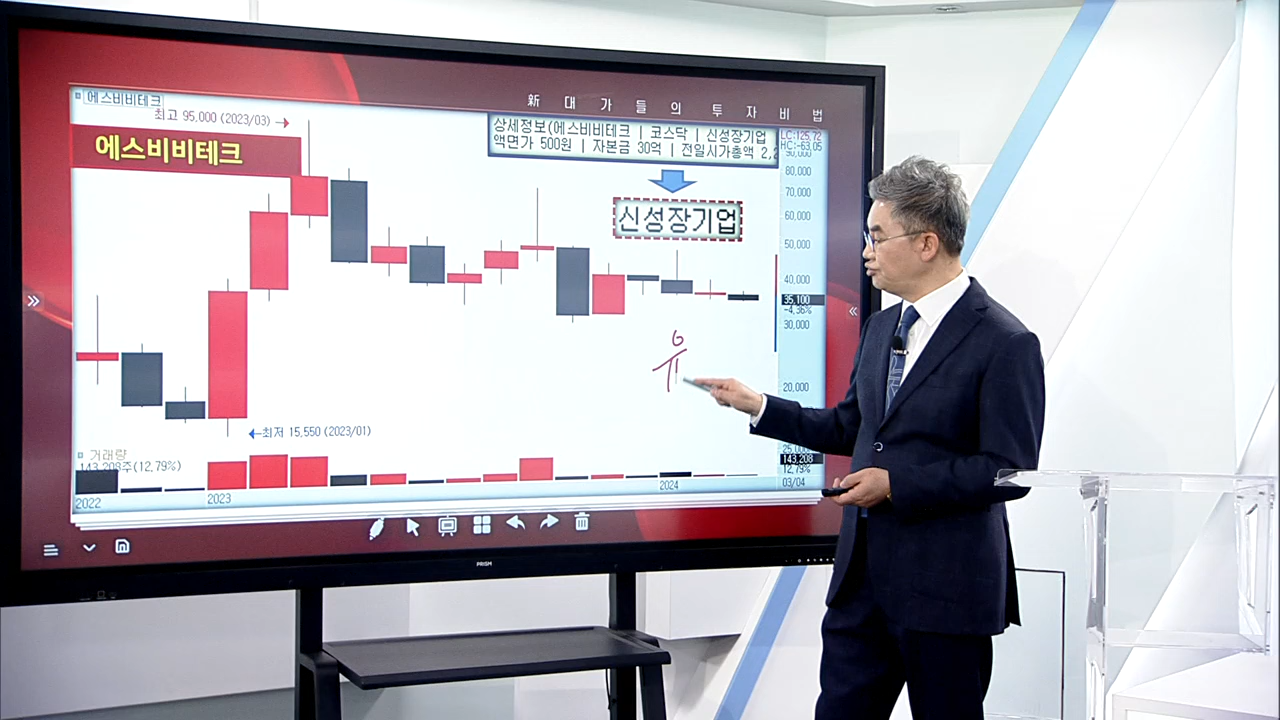 新 대 가 들 의 투 자 비 법
에스비비테크
최고 95,000 (2023/03) →
에스비비테크
상세정보(에스비비테크 | 코스닥 | 신성장기업
액면가 500원 | 자본금 30억 | 전일시가총액 2,2
LC:125.72
HC:-63.05
90,000
80,000
신성장기업
70,000
60,000
50,000
40,000
35,100
-4.36%
30,000
유
20,000
←최저 15,550 (2023/01)
거래량
143,208주(12,79%)
143,208
12,79%
2022
2023
2024
03/04
PRISM